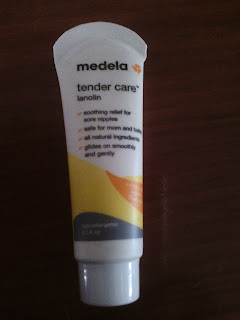 medela
tender care™
lanolin
soothing relief for
sore nipples
safe for mom and baby
all natural ingredients
glides on smoothly
and gently